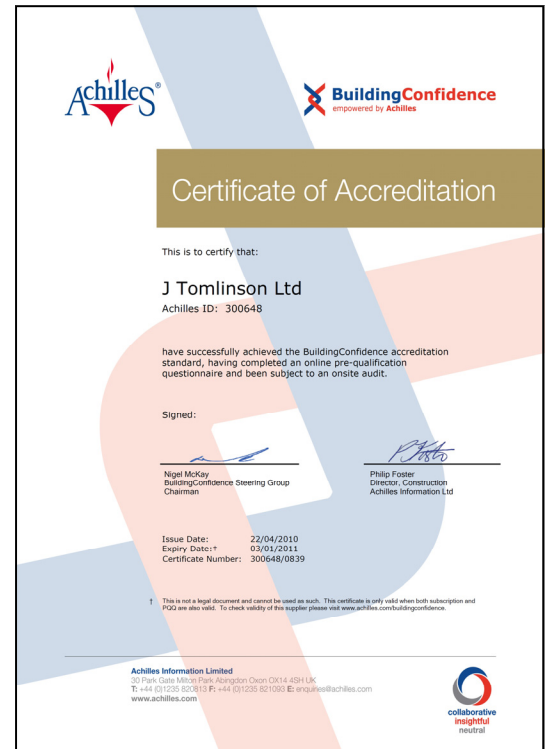 Achilles®
BuildingConfidence
empowered by Achilles
Certificate of Accreditation
This is to certify that:
J Tomlinson Ltd
Achilles ID: 300648
have successfully achieved the BuildingConfidence accreditation
standard, having completed an online pre-qualification
questionnaire and been subject to an onsite audit.
Signed:
Nigel McKay
BuildingConfidence Steering Group
Chairman
Philip Foster
Director, Construction
Achilles Information Ltd
Issue Date: 22/04/2010
Expiry Date:† 03/01/2011
Certificate Number: 300648/0839
† This is not a legal document and cannot be used as such. This certificate is only valid when both subscription and
PQQ are also valid. To check validity of this supplier please visit www.achilles.com/buildingconfidence.
Achilles Information Limited
30 Park Gate Milton Park Abingdon Oxon OX14 4SH UK
T: +44 (0)1235 820813 F: +44 (0)1235 821093 E: enquiries@achilles.com
www.achilles.com
collaborative
insightful
neutral